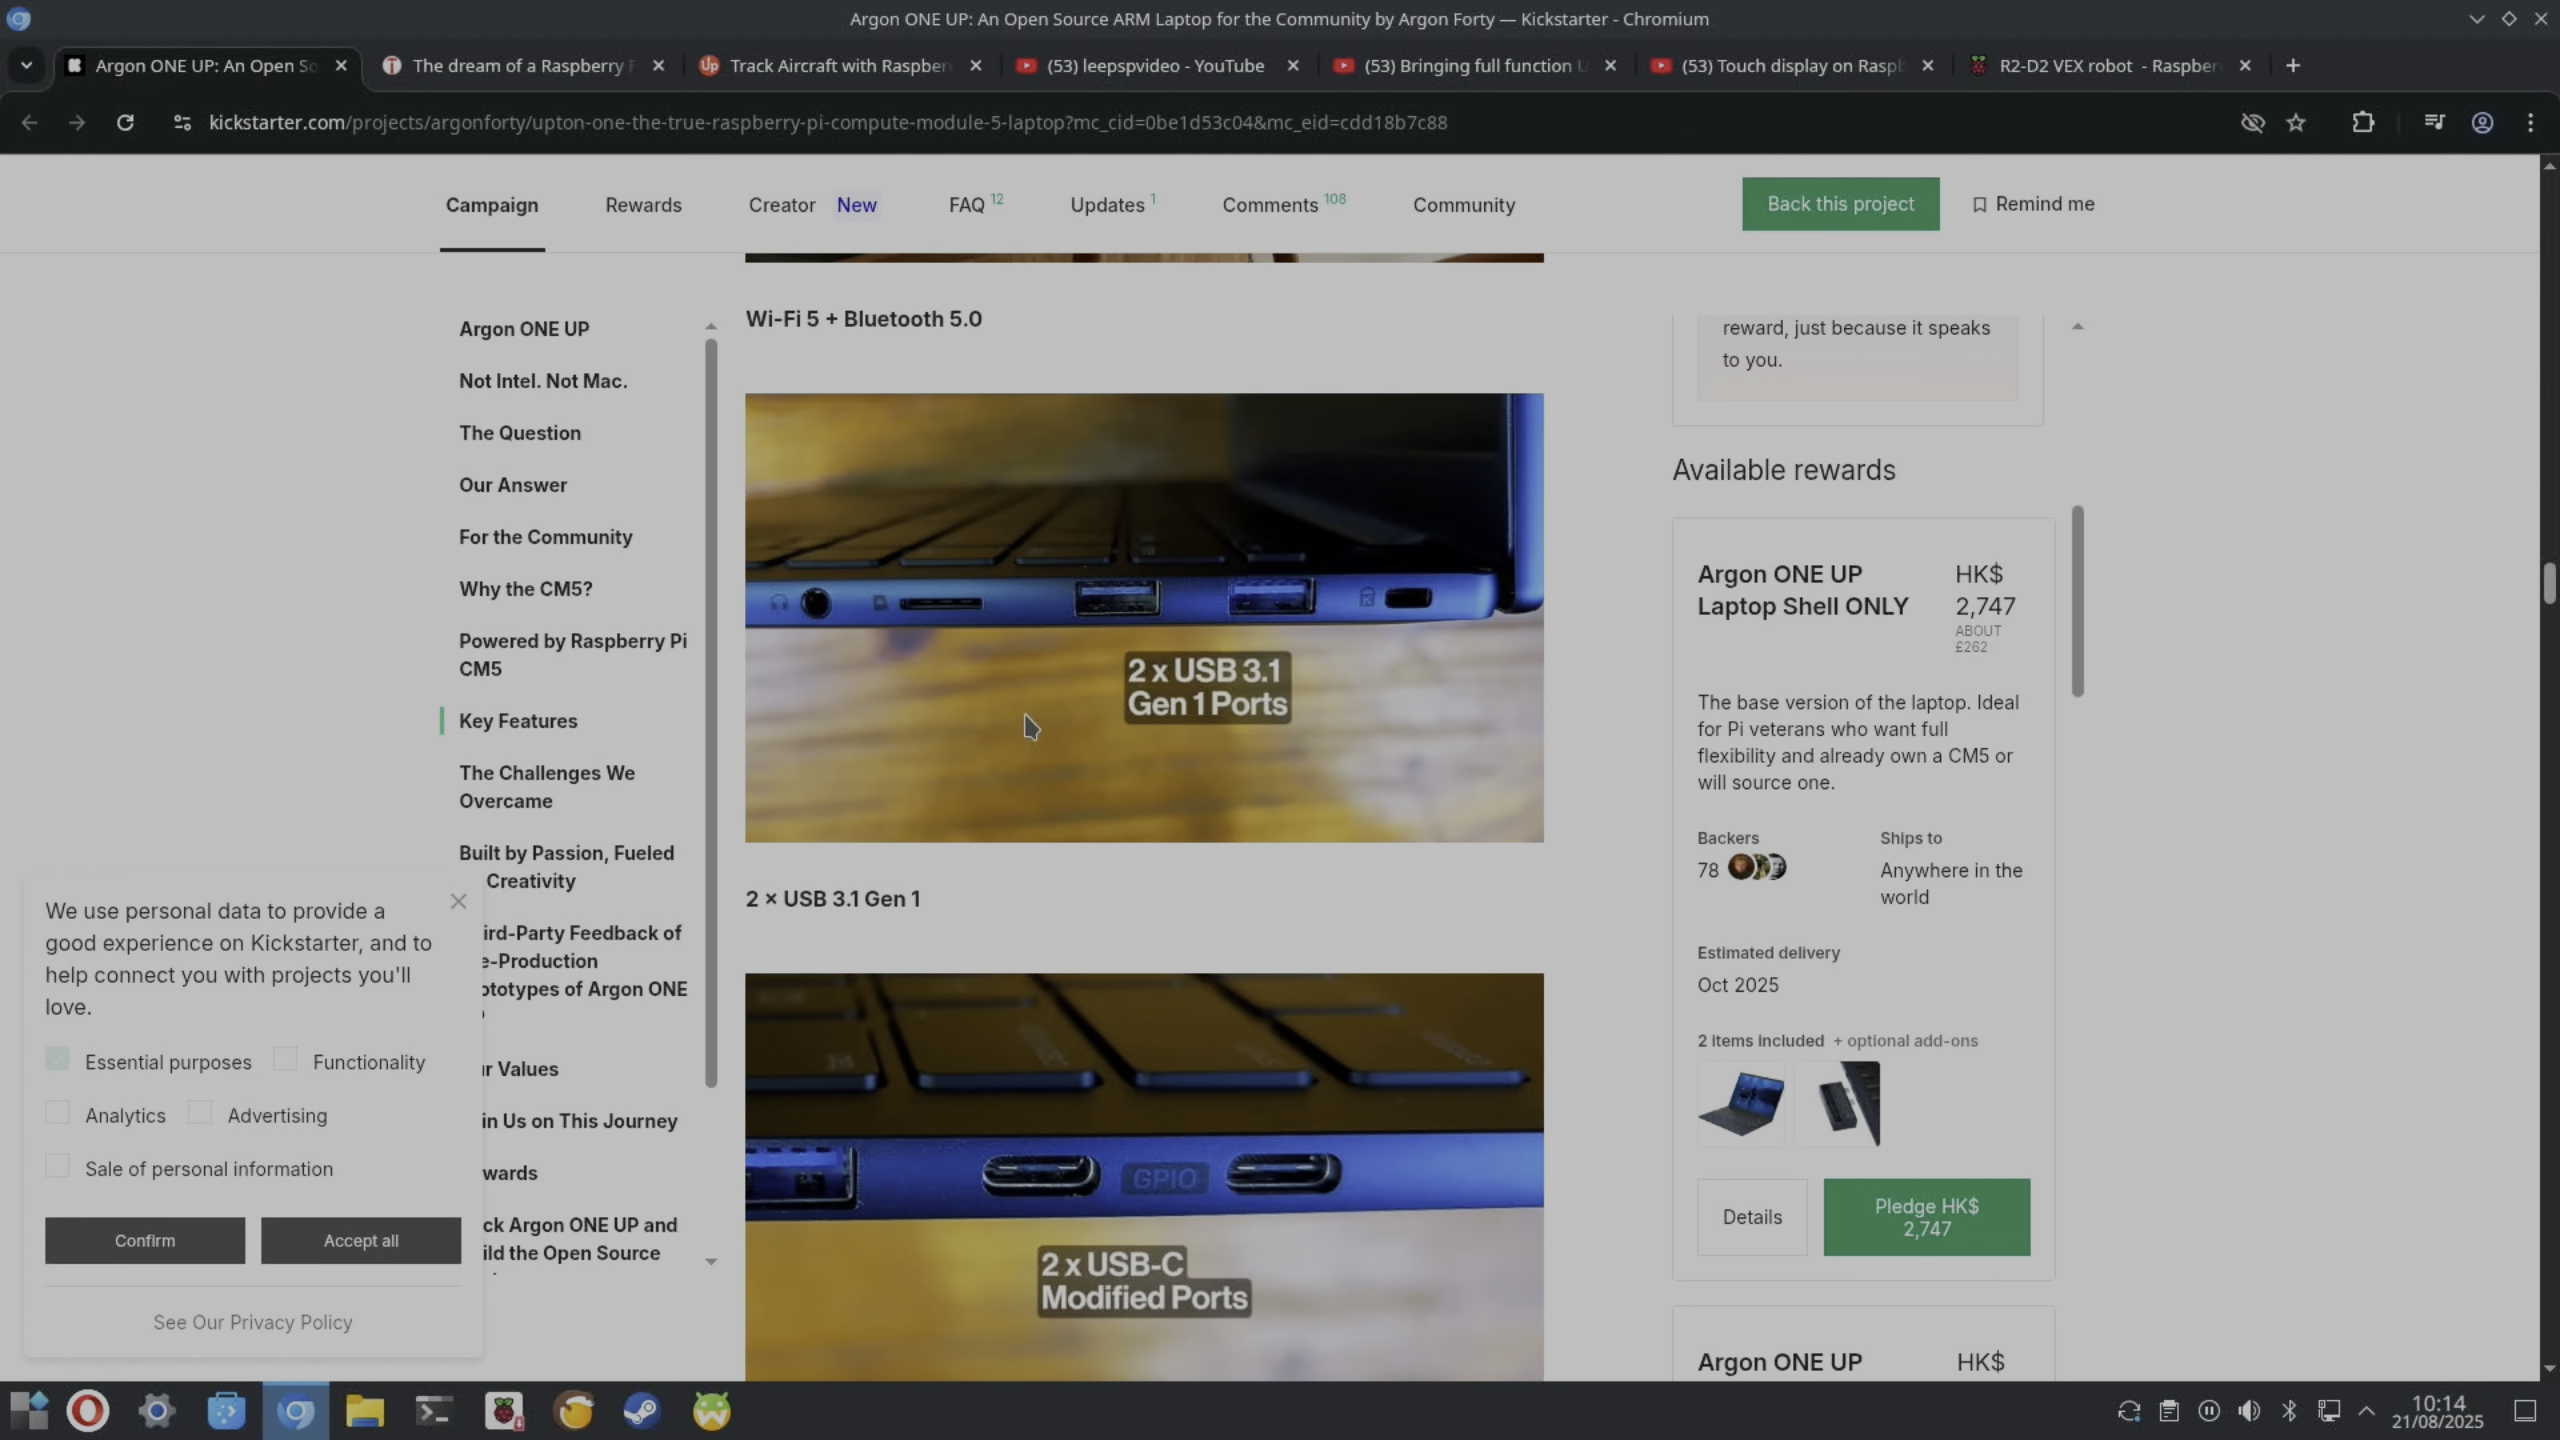 Argon ONE UP: An Open Source ARM Laptop for the Community by Argon Forty — Kickstarter - Chromium
Argon ONE UP: An Open So
The dream of a Raspberry
Track Aircraft with Raspber
(53) leepspvideo - YouTube
(53) Bringing full function
(53) Touch display on Rasp
R2-D2 VEX robot - Raspber
kickstarter.com/projects/argonforty/upton-one-the-true-raspberry-pi-compute-module-5-laptop?mc_cid=0be1d53c04&mc_eid=cdd18b7c88
Campaign
Rewards
Creator New
FAQ 12
Updates 1
Comments 108
Community
Back this project
Remind me
Argon ONE UP
Not Intel. Not Mac.
The Question
Our Answer
For the Community
Why the CM5?
Powered by Raspberry Pi
CM5
Key Features
The Challenges We
Overcame
Built by Passion, Fueled
Creativity
ird-Party Feedback of
e-Production
ototypes of Argon ONE
r Values
in Us on This Journey
wards
ck Argon ONE UP and
ild the Open Source
We use personal data to provide a
good experience on Kickstarter, and to
help connect you with projects you'll
love.
Essential purposes
Functionality
Analytics
Advertising
Sale of personal information
Confirm
Accept all
See Our Privacy Policy
Wi-Fi 5 + Bluetooth 5.0
2 x USB 3.1
Gen 1 Ports
2 × USB 3.1 Gen 1
GPIO
2 x USB-C
Modified Ports
reward, just because it speaks
to you.
Available rewards
Argon ONE UP
Laptop Shell ONLY
HK$
2,747
ABOUT
£262
The base version of the laptop. Ideal
for Pi veterans who want full
flexibility and already own a CM5 or
will source one.
Backers
78
Ships to
Anywhere in the
world
Estimated delivery
Oct 2025
2 items included + optional add-ons
Details
Pledge HK$
2,747
Argon ONE UP
HK$
10:14
21/08/2025